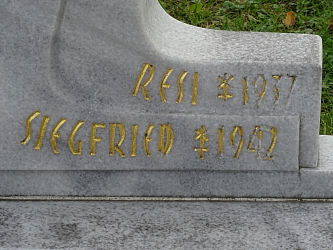 RESI * 1937
SIEGFRIED * 1942